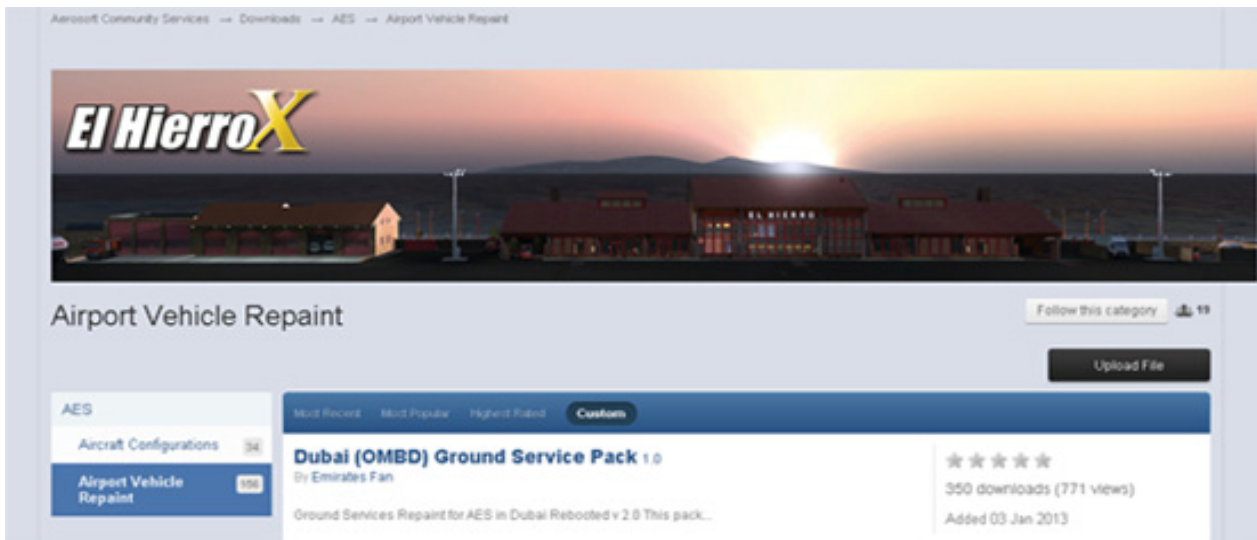 Aerosoft Community Services → Downloads → AES → Airport Vehicle Repaint
El Hierro X
EL HIERRO
Airport Vehicle Repaint
Follow this category 19
Upload File
AES
Aircraft Configurations 34
Airport Vehicle Repaint
Most Recent Most Popular Highest Rated Custom
Dubai (OMBD) Ground Service Pack 1.0
By Emirates Fan
Ground Services Repaint for AES in Dubai Rebooted v 2.0 This pack...
350 downloads (771 views)
Added 03 Jan 2013